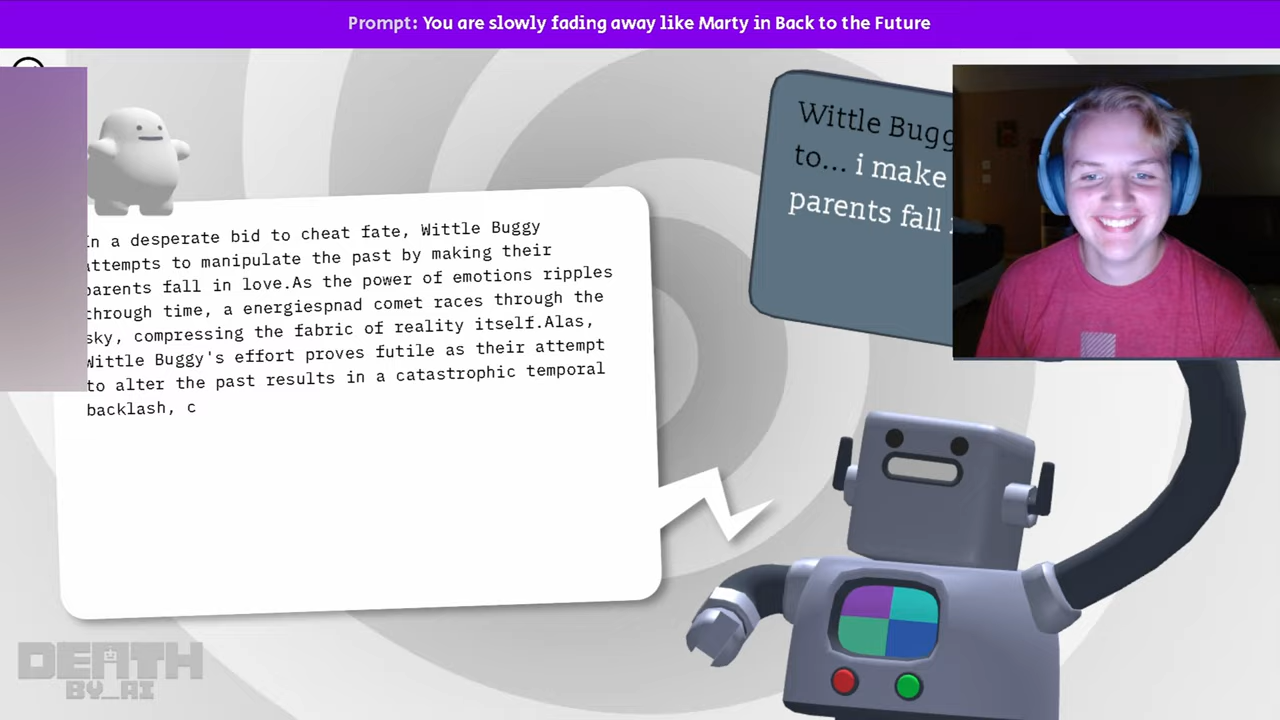 Prompt: You are slowly fading away like Marty in Back to the Future
Wittle Bugg
to... i make
parents fall
In a desperate bid to cheat fate, Wittle Buggy
attempts to manipulate the past by making their
parents fall in love.As the power of emotions ripples
through time, a energiespnad comet races through the
sky, compressing the fabric of reality itself.Alas,
Wittle Buggy's effort proves futile as their attempt
to alter the past results in a catastrophic temporal
backlash, c
DEATH
BY_AI